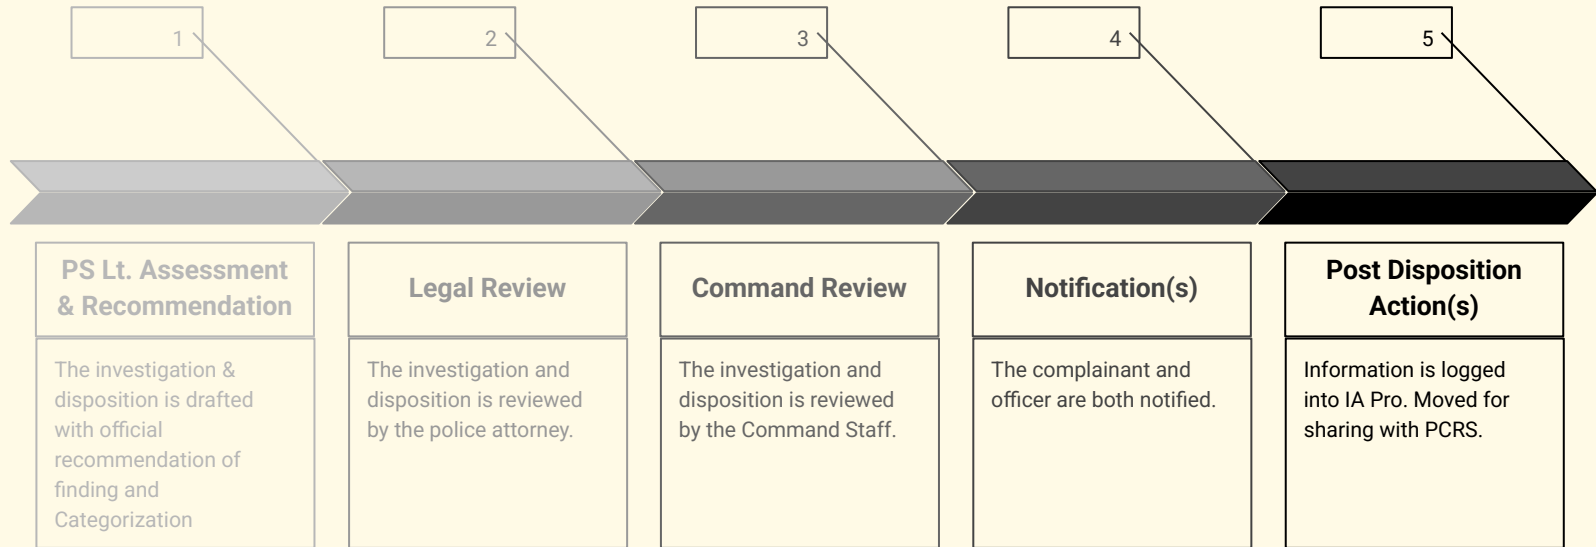 1
2
3
4
5
PS Lt. Assessment
& Recommendation
The investigation &
disposition is drafted
with official
recommendation of
finding and
Categorization
Legal Review
The investigation and
disposition is reviewed
by the police attorney.
Command Review
The investigation and
disposition is reviewed
by the Command Staff.
Notification(s)
The complainant and
officer are both notified.
Post Disposition
Action(s)
Information is logged
into IA Pro. Moved for
sharing with PCRS.